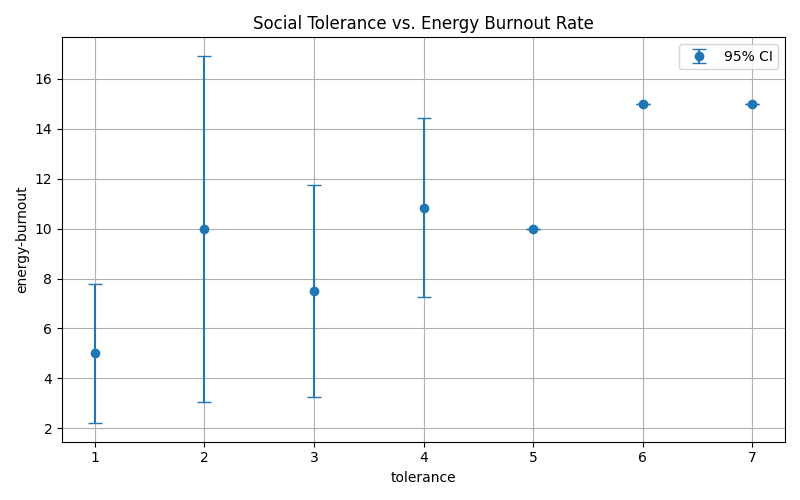 Social Tolerance vs. Energy Burnout Rate
95% CI
energy-burnout
16
14
12
10
8
6
4
2
1 2 3 4 5 6 7
tolerance